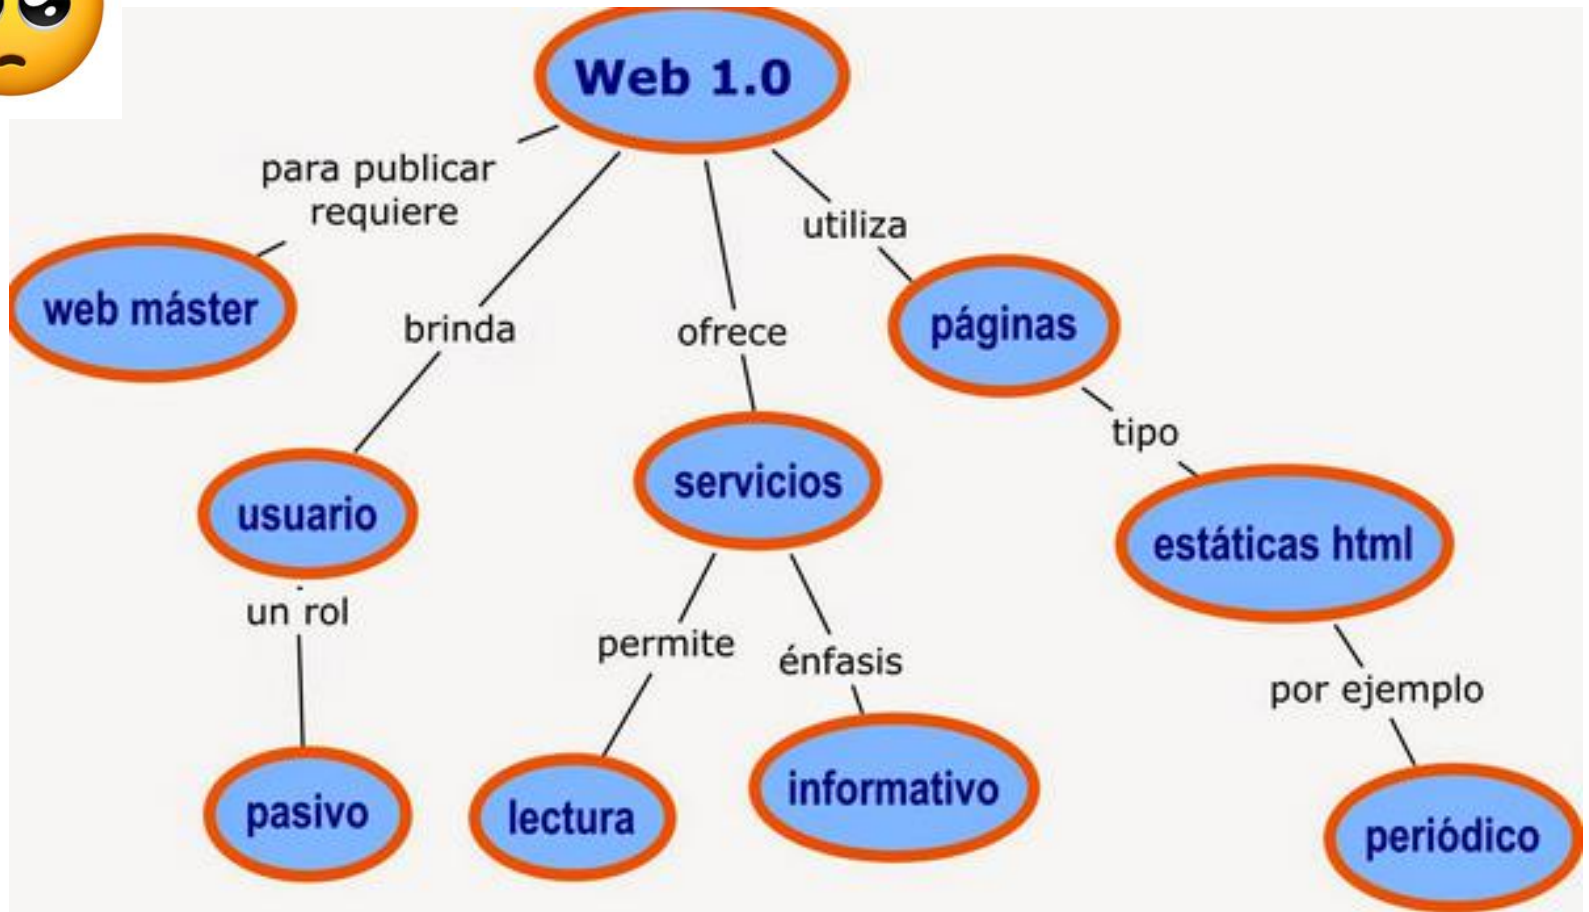 Web 1.0
para publicar
requiere
utiliza
web máster
brinda
ofrece
páginas
tipo
usuario
servicios
estáticas html
un rol
permite
énfasis
por ejemplo
pasivo
lectura
informativo
periódico